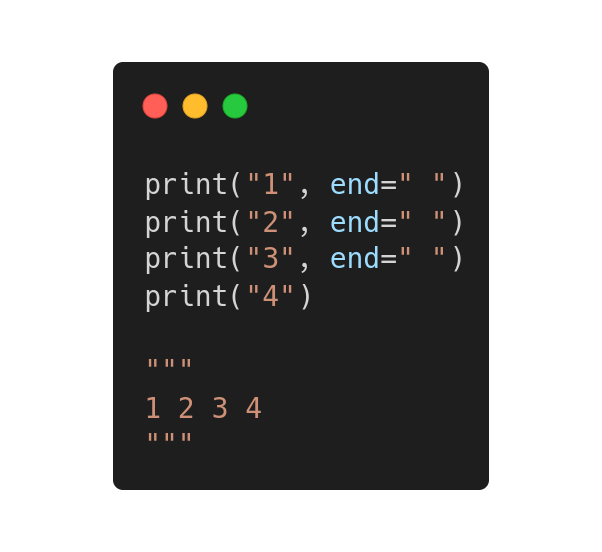 print("1", end=" ")
print("2", end=" ")
print("3", end=" ")
print("4")
"""
1 2 3 4
"""